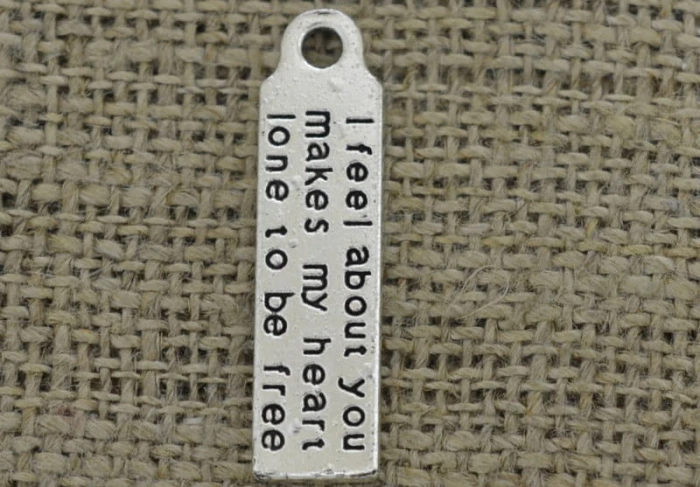 I feel about you
makes my heart
lone to be free